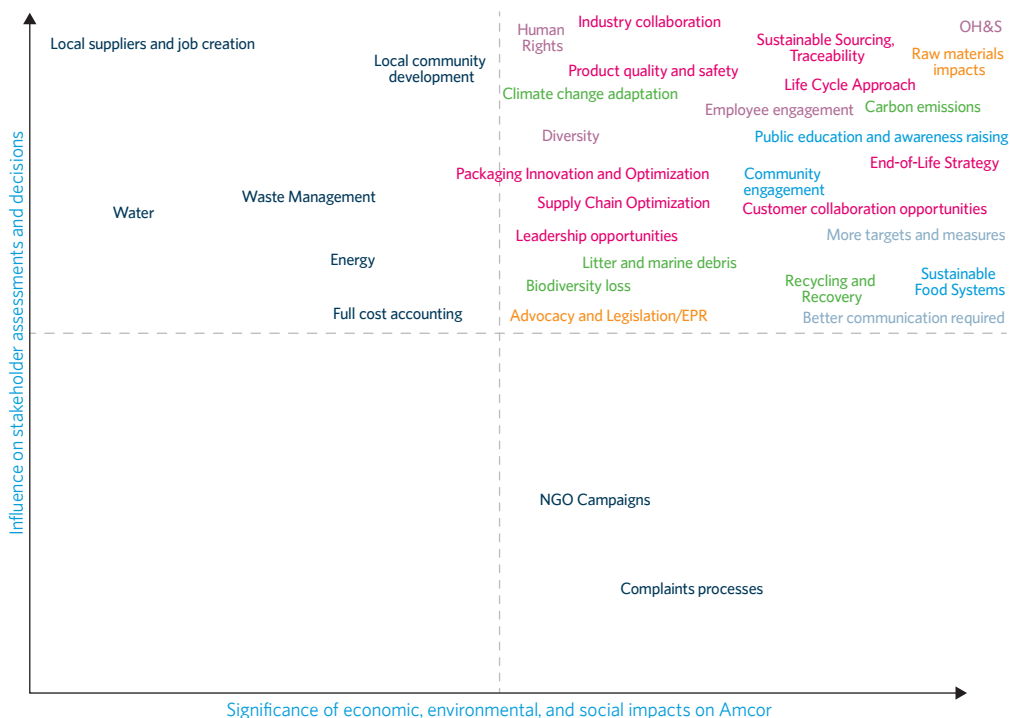 Influence on stakeholder assessments and decisions
Local suppliers and job creation
Local community
development
Water
Waste Management
Energy
Full cost accounting
Human
Rights
Industry collaboration
OH&S
Sustainable Sourcing,
Traceability
Raw materials
impacts
Product quality and safety
Life Cycle Approach
Climate change adaptation
Employee engagement
Carbon emissions
Diversity
Public education and awareness raising
End-of-Life Strategy
Packaging Innovation and Optimization
Community
engagement
Supply Chain Optimization
Customer collaboration opportunities
Leadership opportunities
More targets and measures
Litter and marine debris
Biodiversity loss
Recycling and
Recovery
Sustainable
Food Systems
Advocacy and Legislation/EPR
Better communication required
NGO Campaigns
Complaints processes
Significance of economic, environmental, and social impacts on Amcor